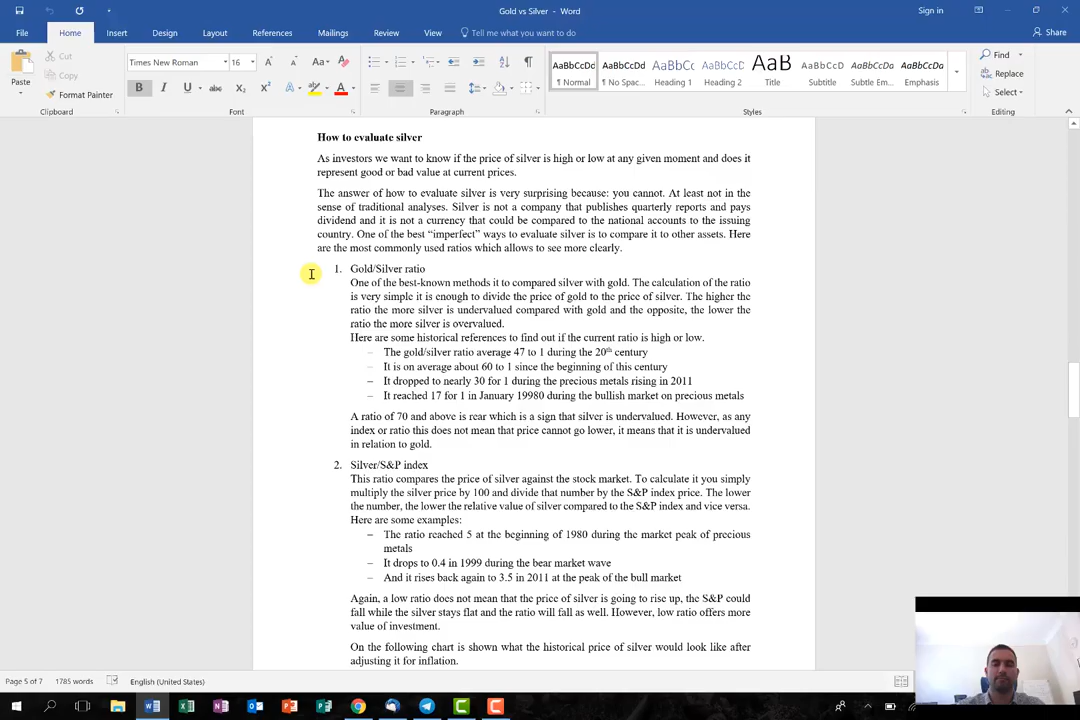 Gold vs Silver - Word
Sign in
File
Home
Insert
Design
Layout
References
Mailings
Review
View
Tell me what you want to do
Share
Paste
Cut
Copy
Format Painter
Clipboard
Times New Roman
16
Font
Paragraph
AaBbCcDd
¶ Normal
AaBbCcDd
¶ No Spac...
AaBbCc
Heading 1
AaBbCcD
Heading 2
AaB
Title
AaBbCcD
Subtitle
AaBbCcDd
Subtle Em...
AaBbCcDd
Emphasis
Styles
Find
Replace
Select
Editing
How to evaluate silver
As investors we want to know if the price of silver is high or low at any given moment and does it
represent good or bad value at current prices.
The answer of how to evaluate silver is very surprising because: you cannot. At least not in the
sense of traditional analyses. Silver is not a company that publishes quarterly reports and pays
dividend and it is not a currency that could be compared to the national accounts to the issuing
country. One of the best “imperfect” ways to evaluate silver is to compare it to other assets. Here
are the most commonly used ratios which allows to see more clearly.
1. Gold/Silver ratio
One of the best-known methods it to compared silver with gold. The calculation of the ratio
is very simple it is enough to divide the price of gold to the price of silver. The higher the
ratio the more silver is undervalued compared with gold and the opposite, the lower the
ratio the more silver is overvalued.
Here are some historical references to find out if the current ratio is high or low.
– The gold/silver ratio average 47 to 1 during the 20th century
– It is on average about 60 to 1 since the beginning of this century
– It dropped to nearly 30 for 1 during the precious metals rising in 2011
– It reached 17 for 1 in January 19980 during the bullish market on precious metals
A ratio of 70 and above is rear which is a sign that silver is undervalued. However, as any
index or ratio this does not mean that price cannot go lower, it means that it is undervalued
in relation to gold.
2. Silver/S&P index
This ratio compares the price of silver against the stock market. To calculate it you simply
multiply the silver price by 100 and divide that number by the S&P index price. The lower
the number, the lower the relative value of silver compared to the S&P index and vice versa.
Here are some examples:
– The ratio reached 5 at the beginning of 1980 during the market peak of precious
metals
– It drops to 0.4 in 1999 during the bear market wave
– And it rises back again to 3.5 in 2011 at the peak of the bull market
Again, a low ratio does not mean that the price of silver is going to rise up, the S&P could
fall while the silver stays flat and the ratio will fall as well. However, low ratio offers more
value of investment.
On the following chart is shown what the historical price of silver would look like after
adjusting it for inflation.
Page 5 of 7
1785 words
English (United States)